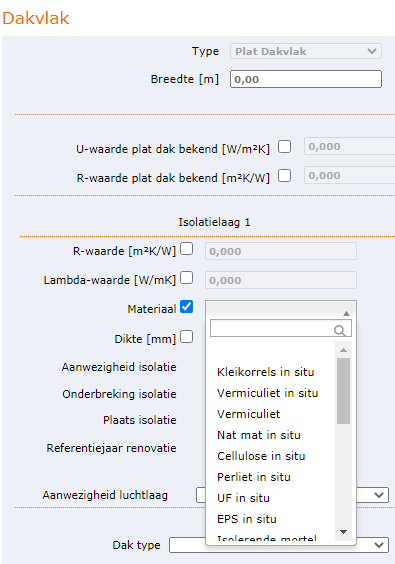 Dakvlak
Type Plat Dakvlak
Breedte [m] 0,00
U-waarde plat dak bekend [W/m²K] 0,000
R-waarde plat dak bekend [m²K/W] 0,000
Isolatielaag 1
R-waarde [m²K/W] 0,000
Lambda-waarde [W/mK] 0,000
Materiaal
Dikte [mm]
Aanwezigheid isolatie
Onderbreking isolatie
Plaats isolatie
Referentiejaar renovatie
Aanwezigheid luchtlaag
Dak type
Kleikorrels in situ
Vermiculiet in situ
Vermiculiet
Nat mat in situ
Cellulose in situ
Perliet in situ
UF in situ
EPS in situ
Isolerende mortel